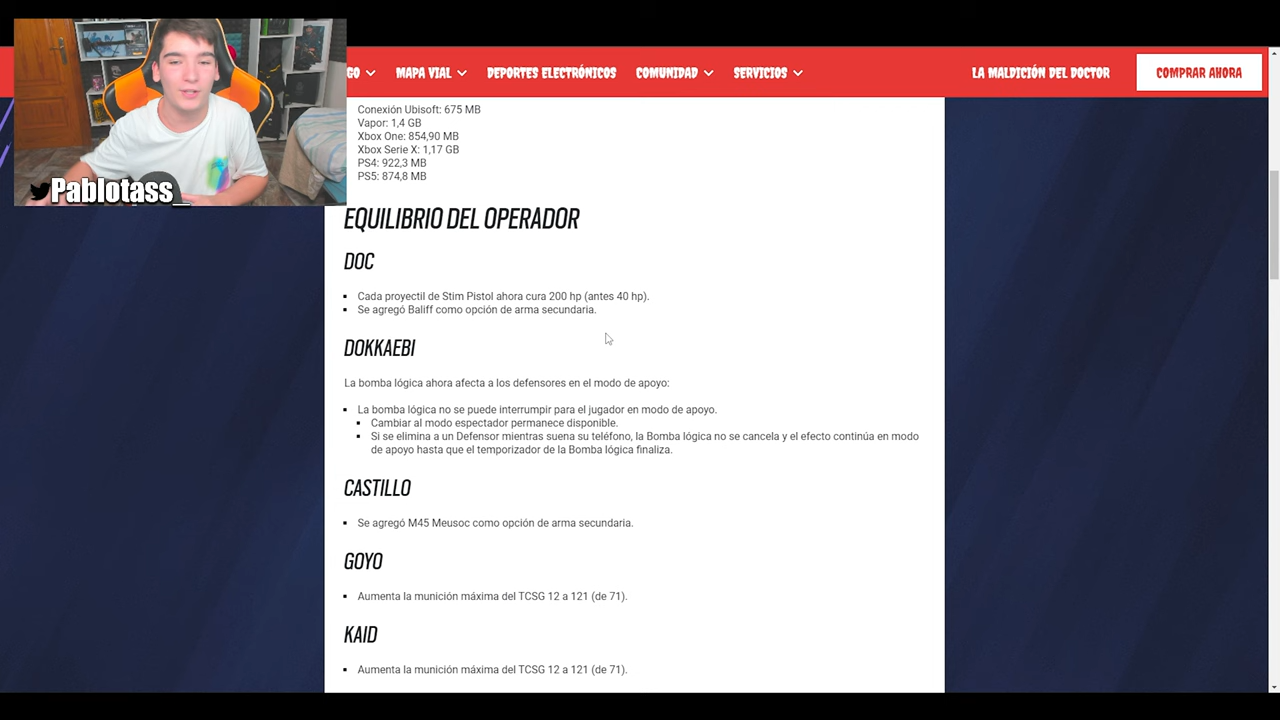 GO
MAPA VIAL
DEPORTES ELECTRÓNICOS
COMUNIDAD
SERVICIOS
LA MALDICIÓN DEL DOCTOR
COMPRAR AHORA
Pablotass_
Conexión Ubisoft: 675 MB
Vapor: 1,4 GB
Xbox One: 854,90 MB
Xbox Serie X: 1,17 GB
PS4: 922,3 MB
PS5: 874,8 MB
EQUILIBRIO DEL OPERADOR
DOC
Cada proyectil de Stim Pistol ahora cura 200 hp (antes 40 hp).
Se agregó Baliff como opción de arma secundaria.
DOKKAEBI
La bomba lógica ahora afecta a los defensores en el modo de apoyo:
La bomba lógica no se puede interrumpir para el jugador en modo de apoyo.
Cambiar al modo espectador permanece disponible.
Si se elimina a un Defensor mientras suena su teléfono, la Bomba lógica no se cancela y el efecto continúa en modo
de apoyo hasta que el temporizador de la Bomba lógica finaliza.
CASTILLO
Se agregó M45 Meusoc como opción de arma secundaria.
GOYO
Aumenta la munición máxima del TCSG 12 a 121 (de 71).
KAID
Aumenta la munición máxima del TCSG 12 a 121 (de 71).